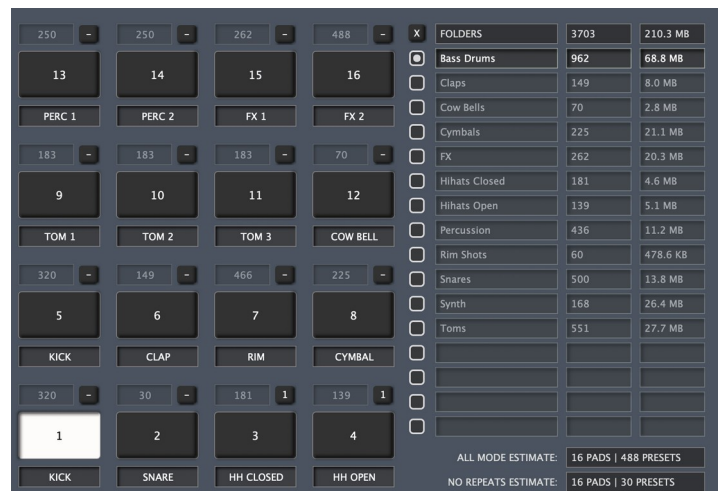 250 - 250 - 262 - 488 -
13 14 15 16
PERC 1 PERC 2 FX 1 FX 2
183 - 183 - 183 - 70 -
9 10 11 12
TOM 1 TOM 2 TOM 3 COW BELL
320 - 149 - 466 - 225 -
5 6 7 8
KICK CLAP RIM CYMBAL
320 - 30 - 181 1 139 1
1 2 3 4
KICK SNARE HH CLOSED HH OPEN
X FOLDERS 3703 210.3 MB
Bass Drums 962 68.8 MB
Claps 149 8.0 MB
Cow Bells 70 2.8 MB
Cymbals 225 21.1 MB
FX 262 20.3 MB
Hihats Closed 181 4.6 MB
Hihats Open 139 5.1 MB
Percussion 436 11.2 MB
Rim Shots 60 478.6 KB
Snares 500 13.8 MB
Synth 168 26.4 MB
Toms 551 27.7 MB
ALL MODE ESTIMATE: 16 PADS | 488 PRESETS
NO REPEATS ESTIMATE: 16 PADS | 30 PRESETS